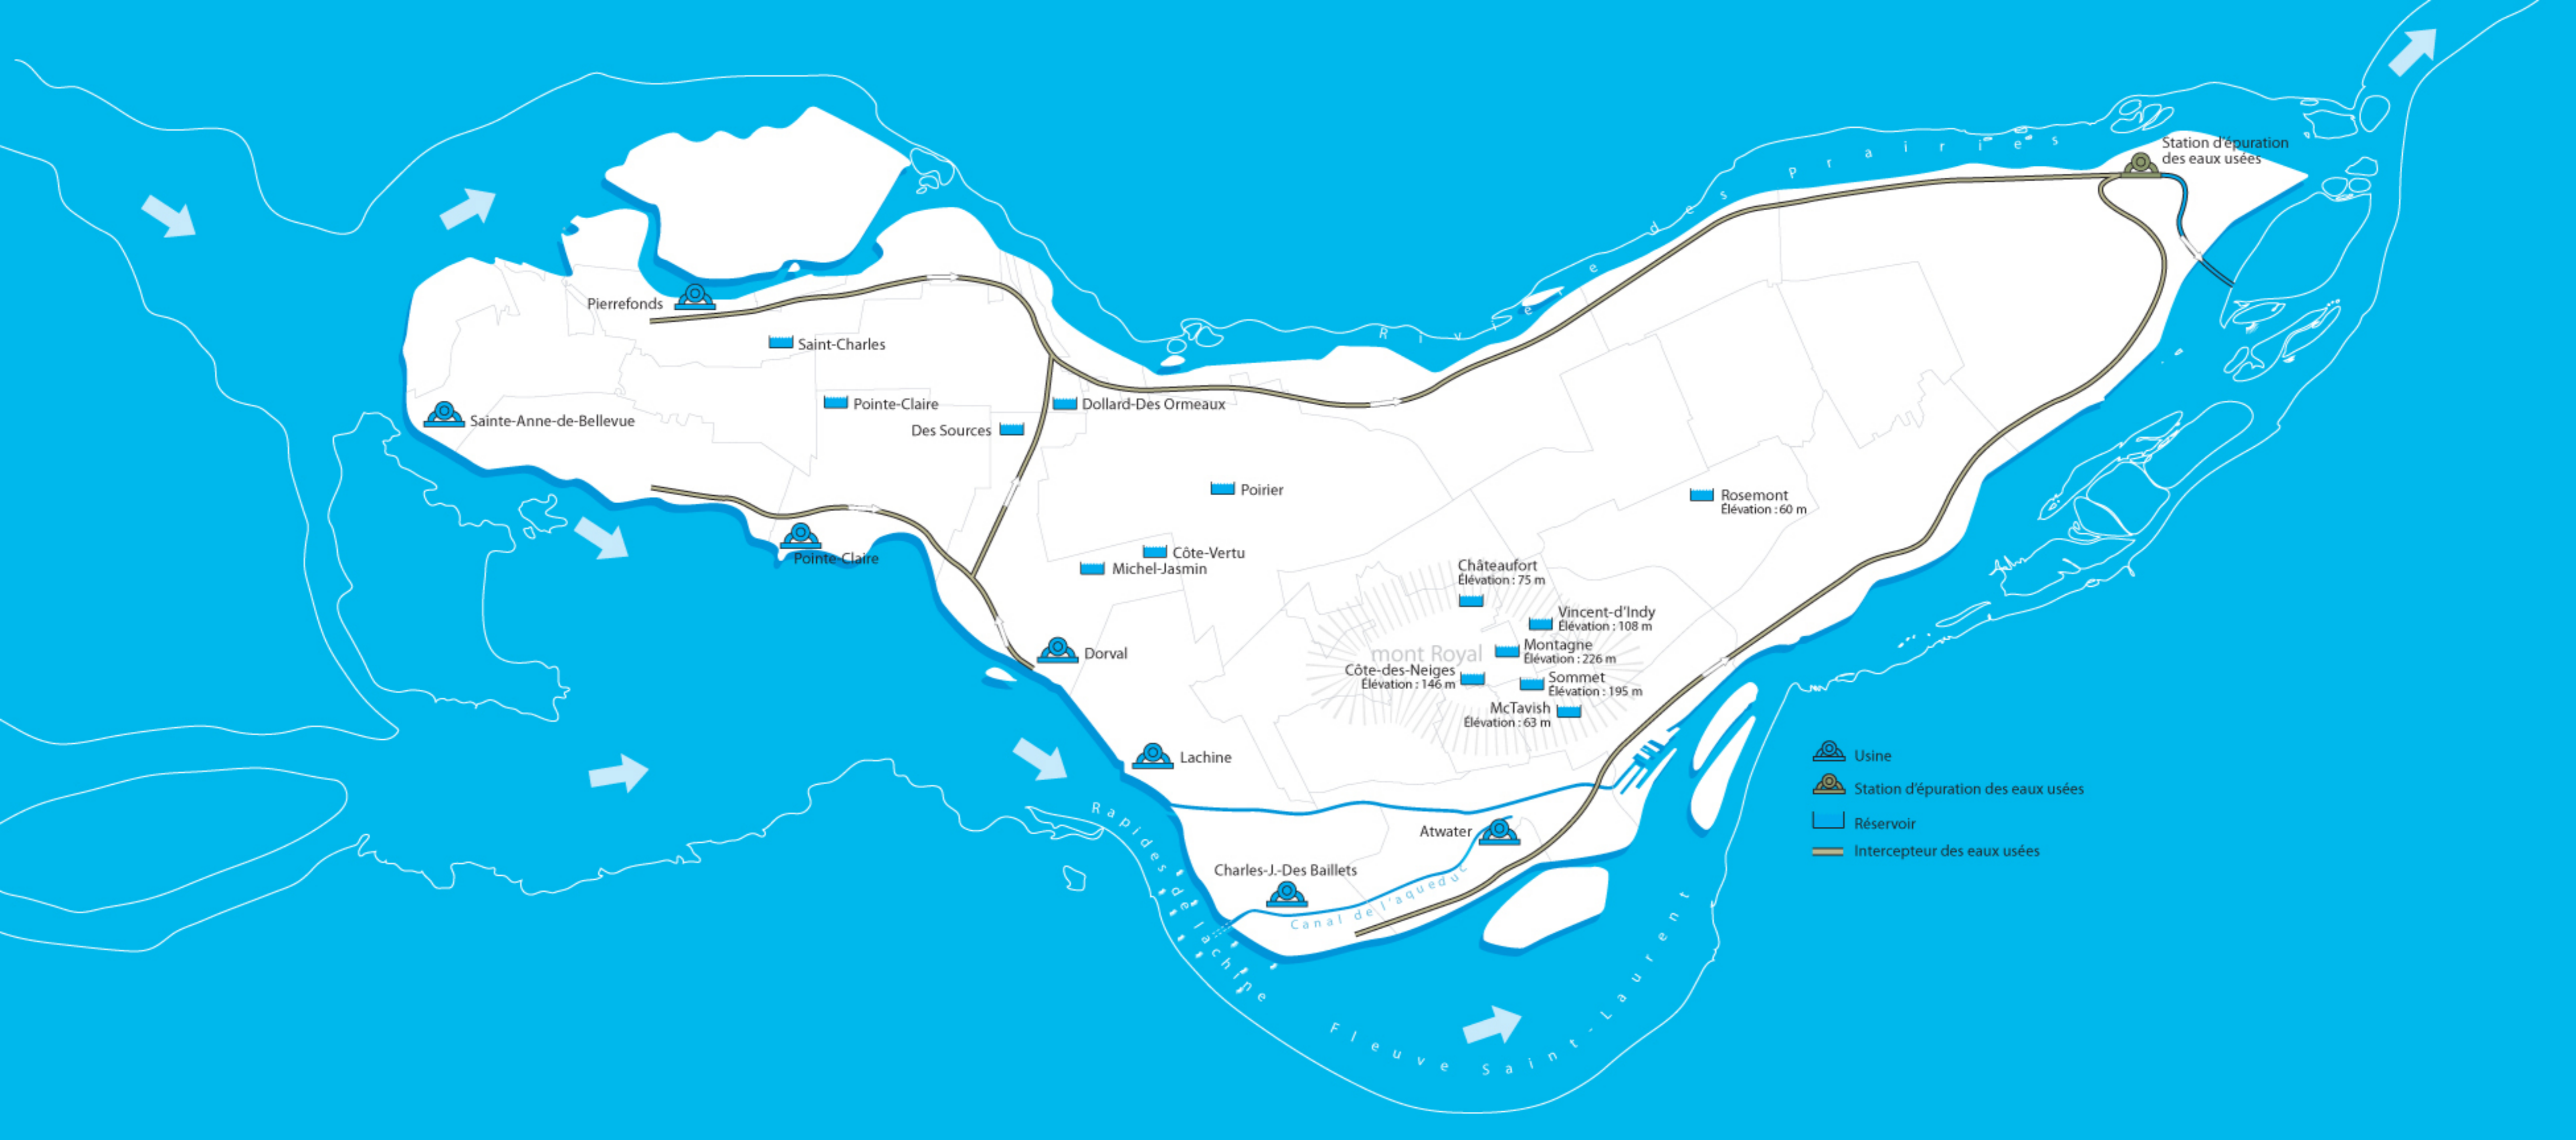 Station d'épuration
des eaux usées
Rivière des Prairies
Pierrefonds
Saint-Charles
Pointe-Claire
Dollard-Des Ormeaux
Des Sources
Sainte-Anne-de-Bellevue
Poirier
Rosemont
Élévation : 60 m
Pointe-Claire
Côte-Vertu
Michel-Jasmin
Châteaufort
Élévation : 75 m
Vincent-d'Indy
Élévation : 108 m
Dorval
mont Royal
Montagne
Élévation : 226 m
Côte-des-Neiges
Élévation : 146 m
Sommet
Élévation : 195 m
McTavish
Élévation : 63 m
Lachine
Rapides de lachine
Atwater
Charles-J.-Des Baillets
Canal de l'aqueduc
Fleuve Saint-Laurent
Usine
Station d'épuration des eaux usées
Réservoir
Intercepteur des eaux usées